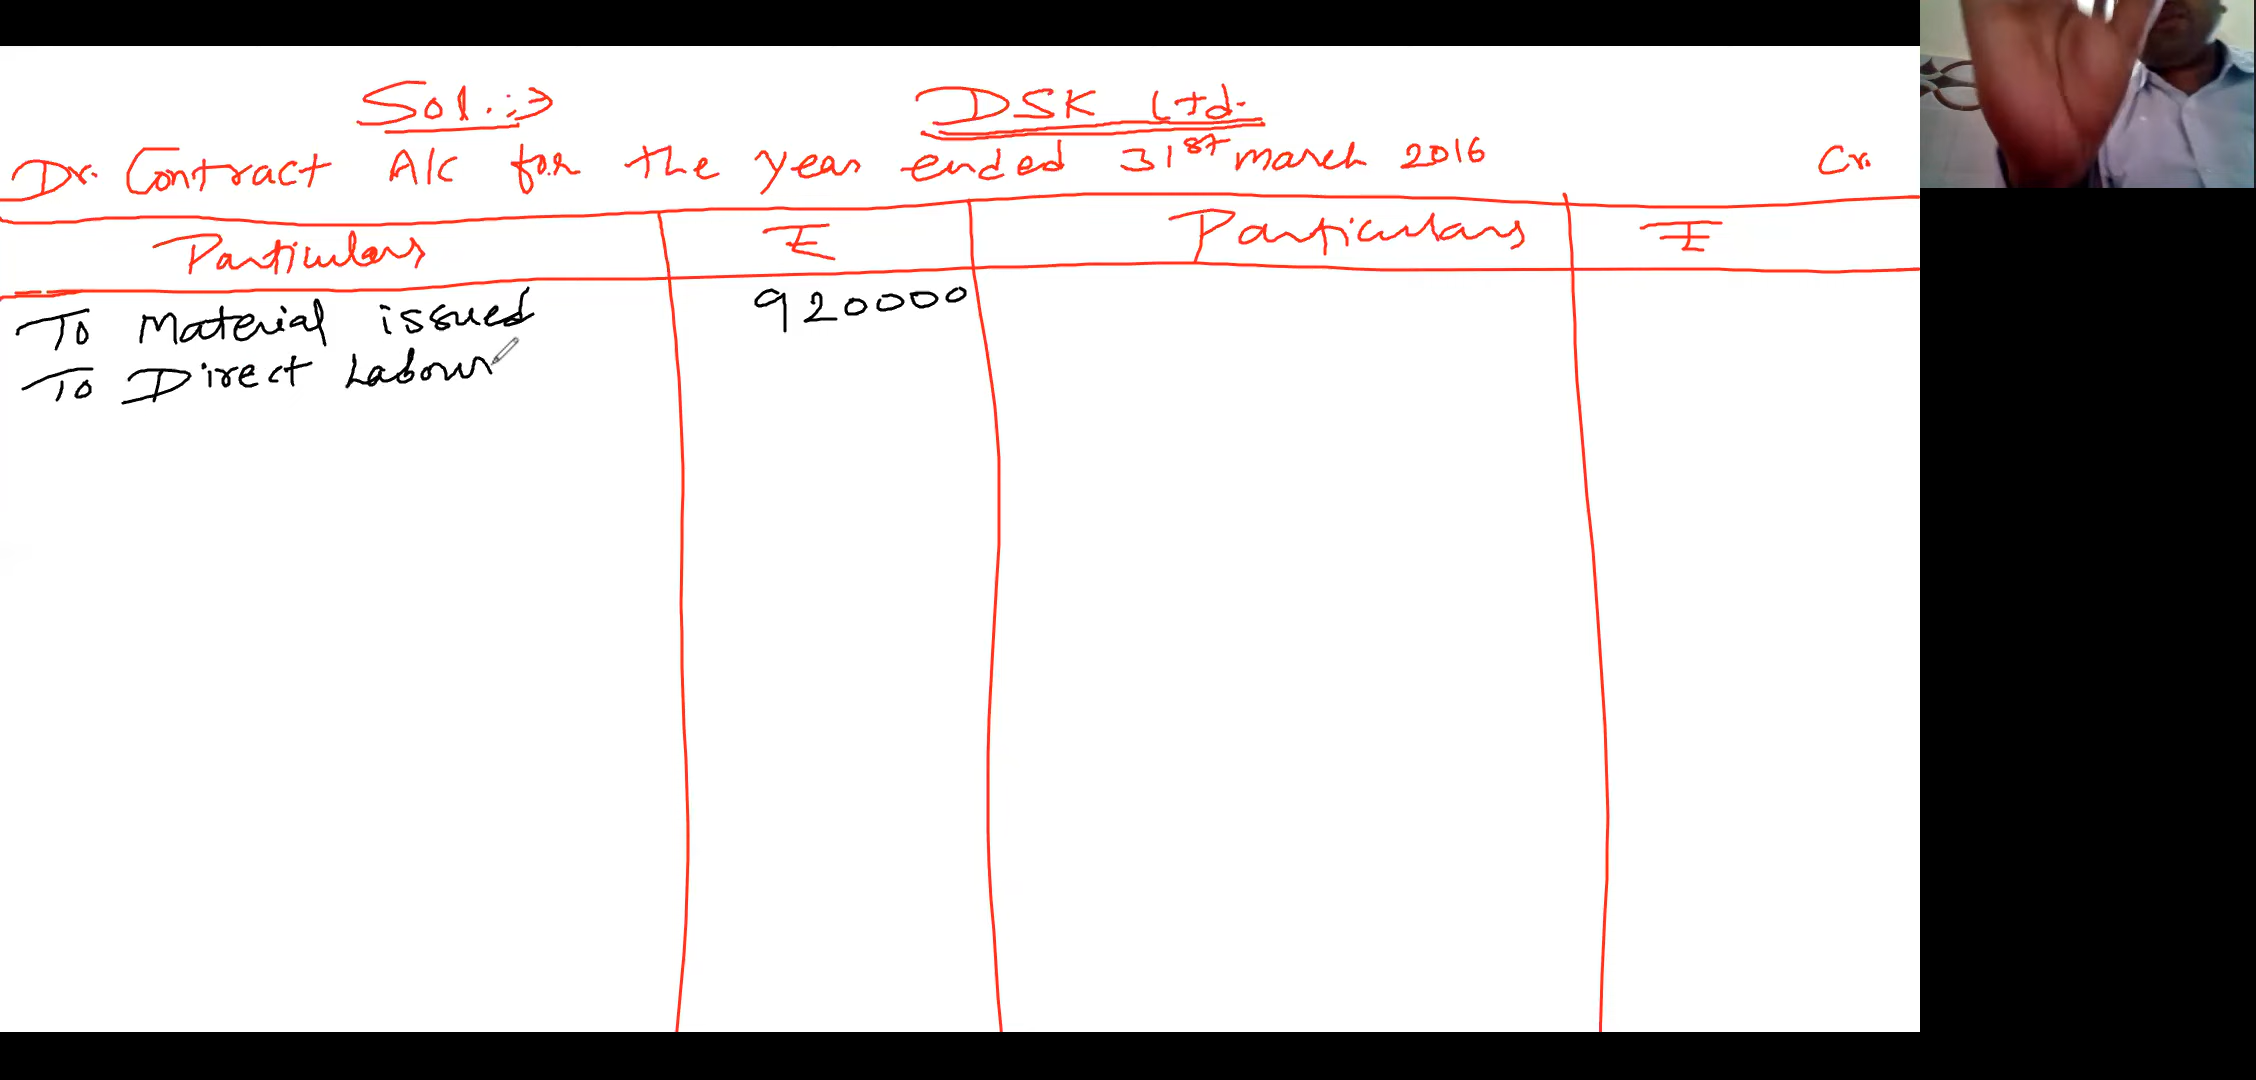 Sol.:⇒ DSK Ltd.
Dr. Contract A/C for the year ended 31st march 2016 Cr.
Particulars ₹ Particulars ₹
To Material issued 920000
To Direct Labour